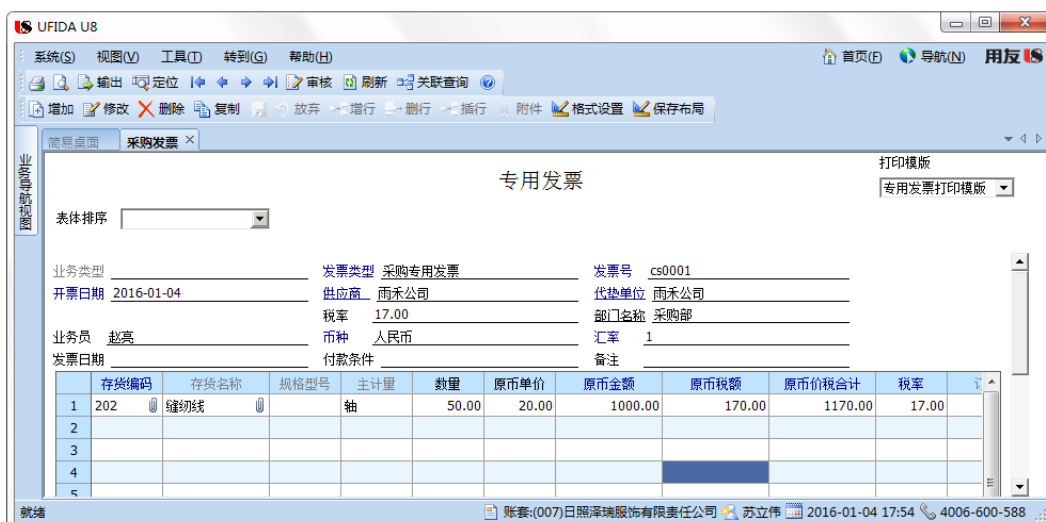 UFIDA U8
系统(S) 视图(V) 工具(T) 转到(G) 帮助(H) 首页(F) 导航(N) 用友
输出 定位 审核 刷新 关联查询
增加 修改 删除 复制 放弃 增行 删行 插行 附件 格式设置 保存布局
简易桌面 采购发票
业务导航视图
打印模版
专用发票
专用发票打印模版
表体排序
业务类型 发票类型 采购专用发票 发票号 cs0001
开票日期 2016-01-04 供应商 雨禾公司 代垫单位 雨禾公司
税率 17.00 部门名称 采购部
业务员 赵亮 币种 人民币 汇率 1
发票日期 付款条件 备注
存货编码 存货名称 规格型号 主计量 数量 原币单价 原币金额 原币税额 原币价税合计 税率
1 202 缝纫线 轴 50.00 20.00 1000.00 170.00 1170.00 17.00
2
3
4
5
就绪 账套:(007)日照泽瑞服饰有限责任公司 苏立伟 2016-01-04 17:54 4006-600-588